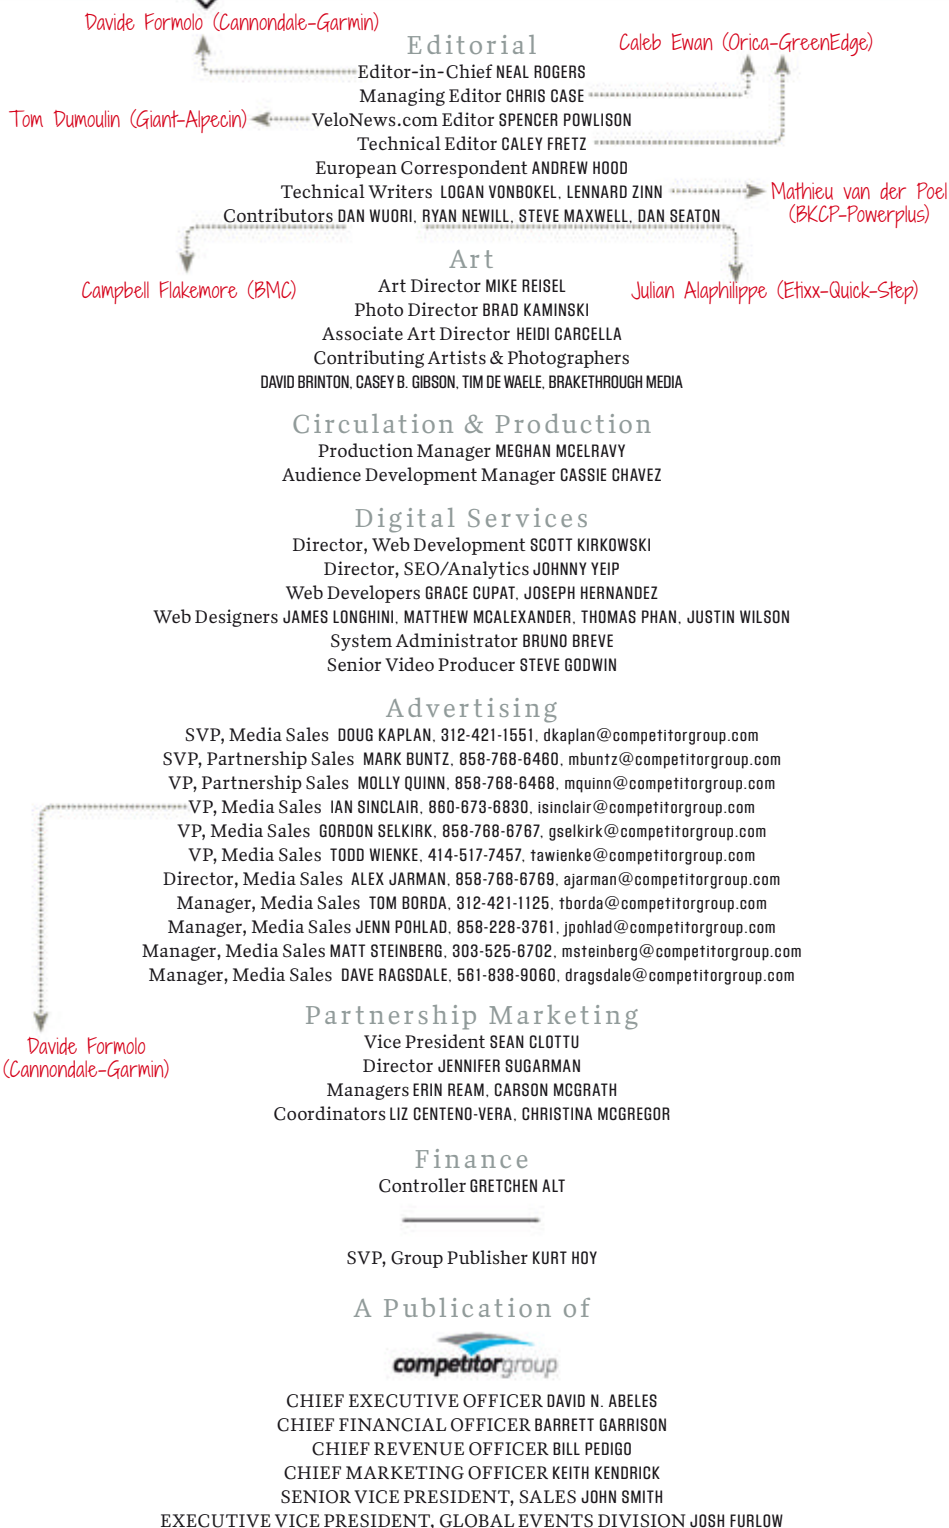 Davide Formolo (Cannondale-Garmin)
Editorial
Caleb Ewan (Orica-GreenEdge)
Editor-in-Chief NEAL ROGERS
Managing Editor CHRIS CASE
Tom Dumoulin (Giant-Alpecin)
VeloNews.com Editor SPENCER POWLISON
Technical Editor CALEY FRETZ
European Correspondent ANDREW HOOD
Technical Writers LOGAN VONBOKEL, LENNARD ZINN
Mathieu van der Poel
(BKCP-Powerplus)
Contributors DAN WUORI, RYAN NEWILL, STEVE MAXWELL, DAN SEATON
Campbell Flakemore (BMC)
Julian Alaphilippe (Etixx-Quick-Step)
Art
Art Director MIKE REISEL
Photo Director BRAD KAMINSKI
Associate Art Director HEIDI CARCELLA
Contributing Artists & Photographers
DAVID BRINTON, CASEY B. GIBSON, TIM DE WAELE, BRAKETHROUGH MEDIA
Circulation & Production
Production Manager MEGHAN MCELRAVY
Audience Development Manager CASSIE CHAVEZ
Digital Services
Director, Web Development SCOTT KIRKOWSKI
Director, SEO/Analytics JOHNNY YEIP
Web Developers GRACE CUPAT, JOSEPH HERNANDEZ
Web Designers JAMES LONGHINI, MATTHEW MCALEXANDER, THOMAS PHAN, JUSTIN WILSON
System Administrator BRUNO BREVE
Senior Video Producer STEVE GODWIN
Advertising
SVP, Media Sales DOUG KAPLAN, 312-421-1551, dkaplan@competitorgroup.com
SVP, Partnership Sales MARK BUNTZ, 858-768-6460, mbuntz@competitorgroup.com
VP, Partnership Sales MOLLY QUINN, 858-768-6468, mquinn@competitorgroup.com
VP, Media Sales IAN SINCLAIR, 860-673-6830, isinclair@competitorgroup.com
VP, Media Sales GORDON SELKIRK, 858-768-6767, gselkirk@competitorgroup.com
VP, Media Sales TODD WIENKE, 414-517-7457, tawienke@competitorgroup.com
Director, Media Sales ALEX JARMAN, 858-768-6769, ajarman@competitorgroup.com
Manager, Media Sales TOM BORDA, 312-421-1125, tborda@competitorgroup.com
Manager, Media Sales JENN POHLAD, 858-228-3761, jpohlad@competitorgroup.com
Manager, Media Sales MATT STEINBERG, 303-525-6702, msteinberg@competitorgroup.com
Manager, Media Sales DAVE RAGSDALE, 561-838-9060, dragsdale@competitorgroup.com
Davide Formolo
(Cannondale-Garmin)
Partnership Marketing
Vice President SEAN CLOTTU
Director JENNIFER SUGARMAN
Managers ERIN REAM, CARSON MCGRATH
Coordinators LIZ CENTENO-VERA, CHRISTINA MCGREGOR
Finance
Controller GRETCHEN ALT
SVP, Group Publisher KURT HOY
A Publication of
competitorgroup
CHIEF EXECUTIVE OFFICER DAVID N. ABELES
CHIEF FINANCIAL OFFICER BARRETT GARRISON
CHIEF REVENUE OFFICER BILL PEDIGO
CHIEF MARKETING OFFICER KEITH KENDRICK
SENIOR VICE PRESIDENT, SALES JOHN SMITH
EXECUTIVE VICE PRESIDENT, GLOBAL EVENTS DIVISION JOSH FURLOW